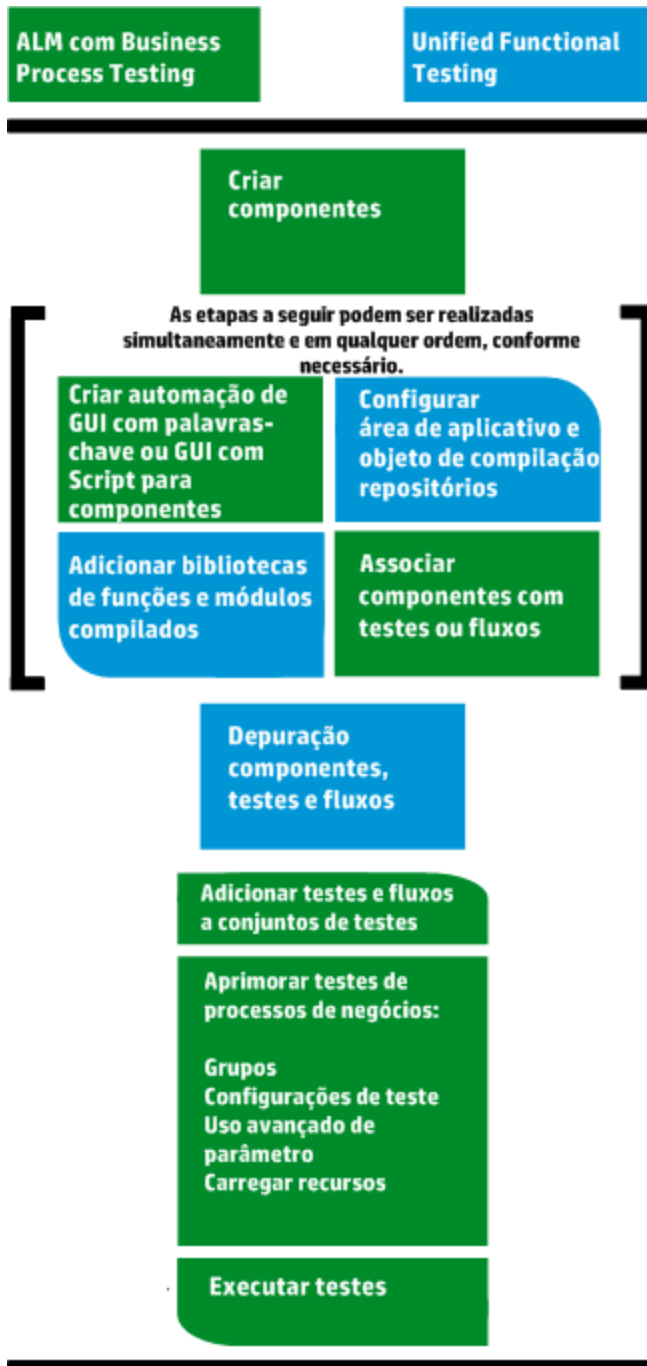 ALM com Business
Process Testing
Unified Functional
Testing
Criar
componentes
As etapas a seguir podem ser realizadas
simultaneamente e em qualquer ordem, conforme
necessário.
Criar automação de
GUI com palavras-
chave ou GUI com
Script para
componentes
Configurar
área de aplicativo e
objeto de compilação
repositórios
Adicionar bibliotecas
de funções e módulos
compilados
Associar
componentes com
testes ou fluxos
Depuração
componentes,
testes e fluxos
Adicionar testes e fluxos
a conjuntos de testes
Aprimorar testes de
processos de negócios:
Grupos
Configurações de teste
Uso avançado de
parâmetro
Carregar recursos
Executar testes